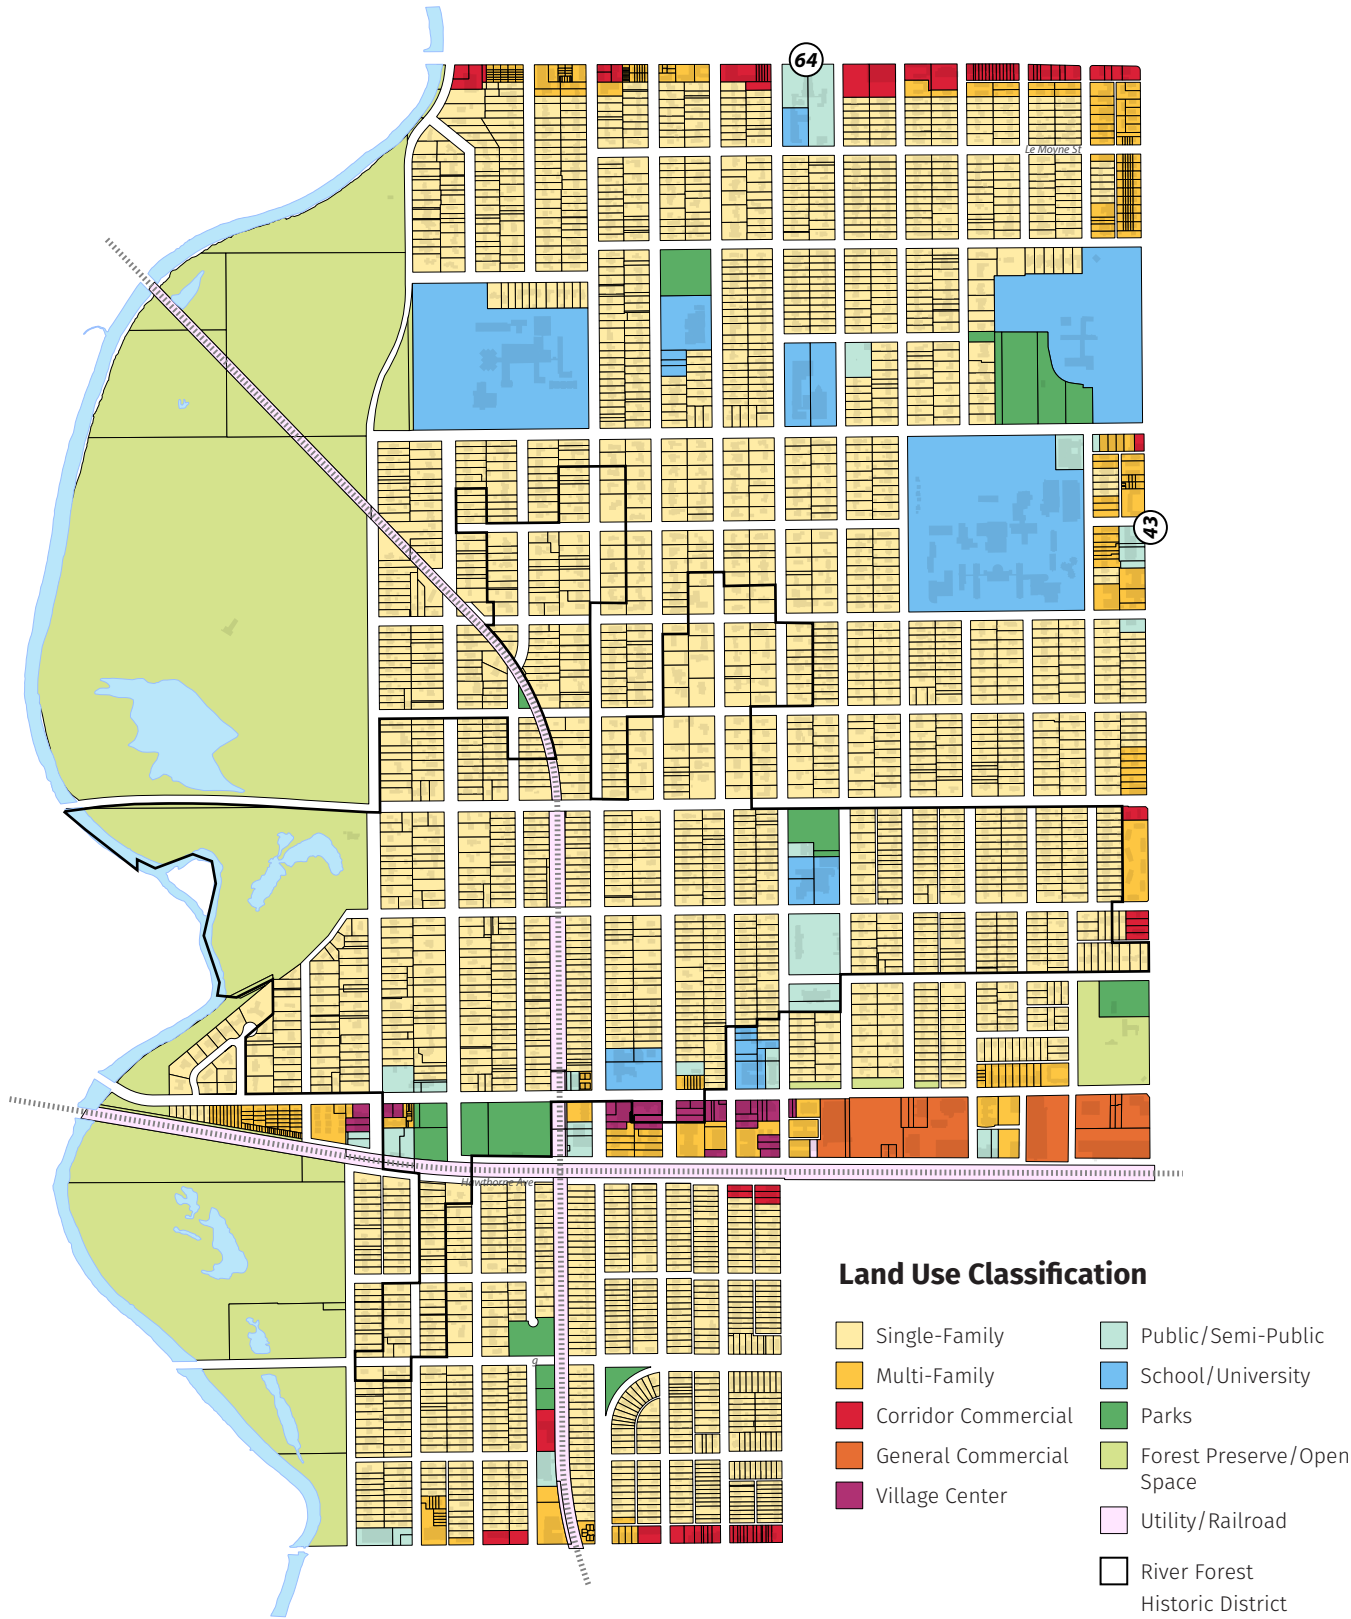 64
Le Moyne St
43
Hawthorne Ave
g
Land Use Classification
Single-Family
Multi-Family
Corridor Commercial
General Commercial
Village Center
Public/Semi-Public
School/University
Parks
Forest Preserve/Open
Space
Utility/Railroad
River Forest
Historic District